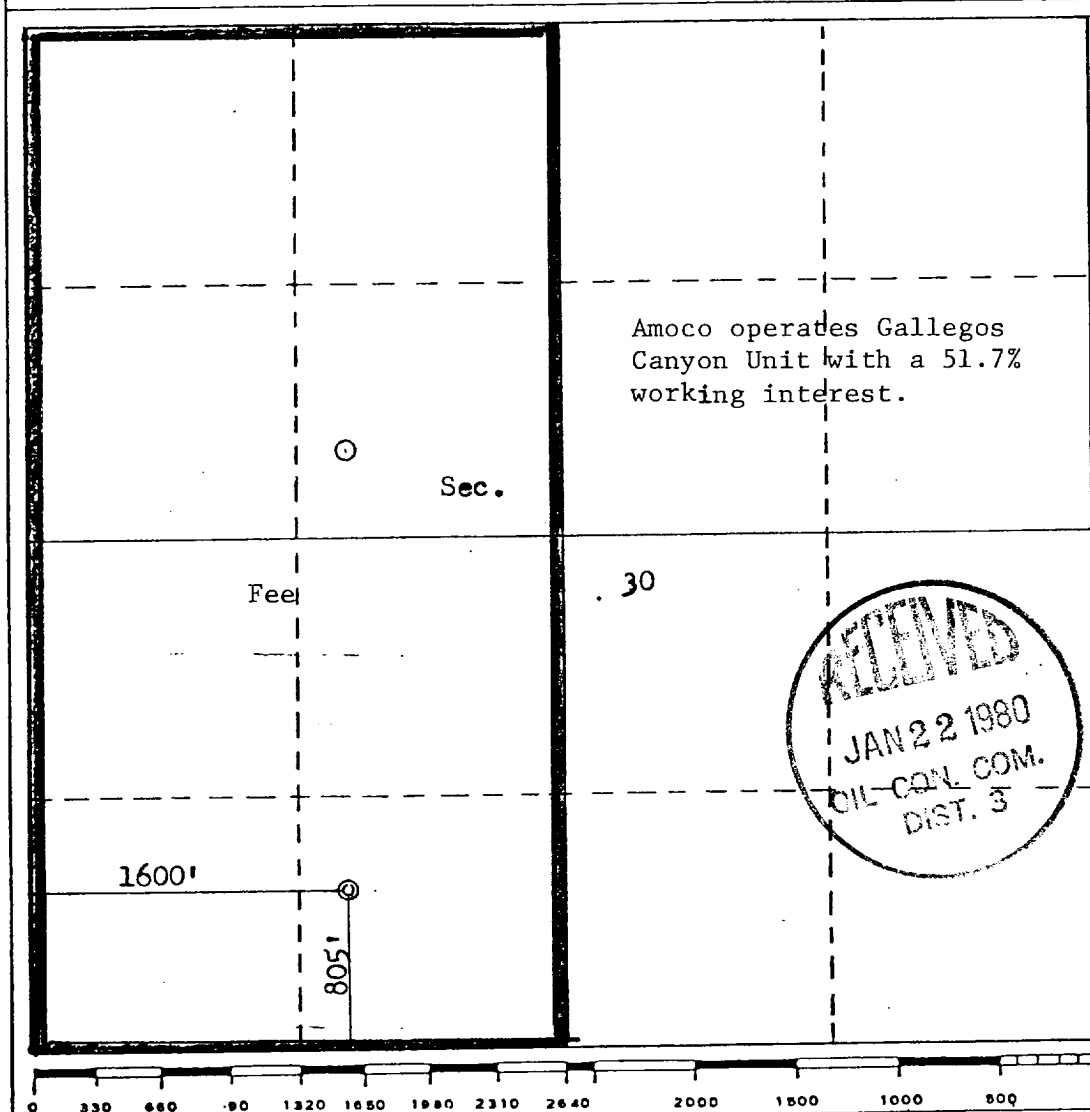 Amoco operates Gallegos
Canyon Unit with a 51.7%
working interest.
Sec.
Fee
. 30
RECEIVED
JAN 22 1980
OIL CON. COM.
DIST. 3
1600'
805'
0 330 660 .90 1320 1650 1980 2310 2640 2000 1500 1000 500